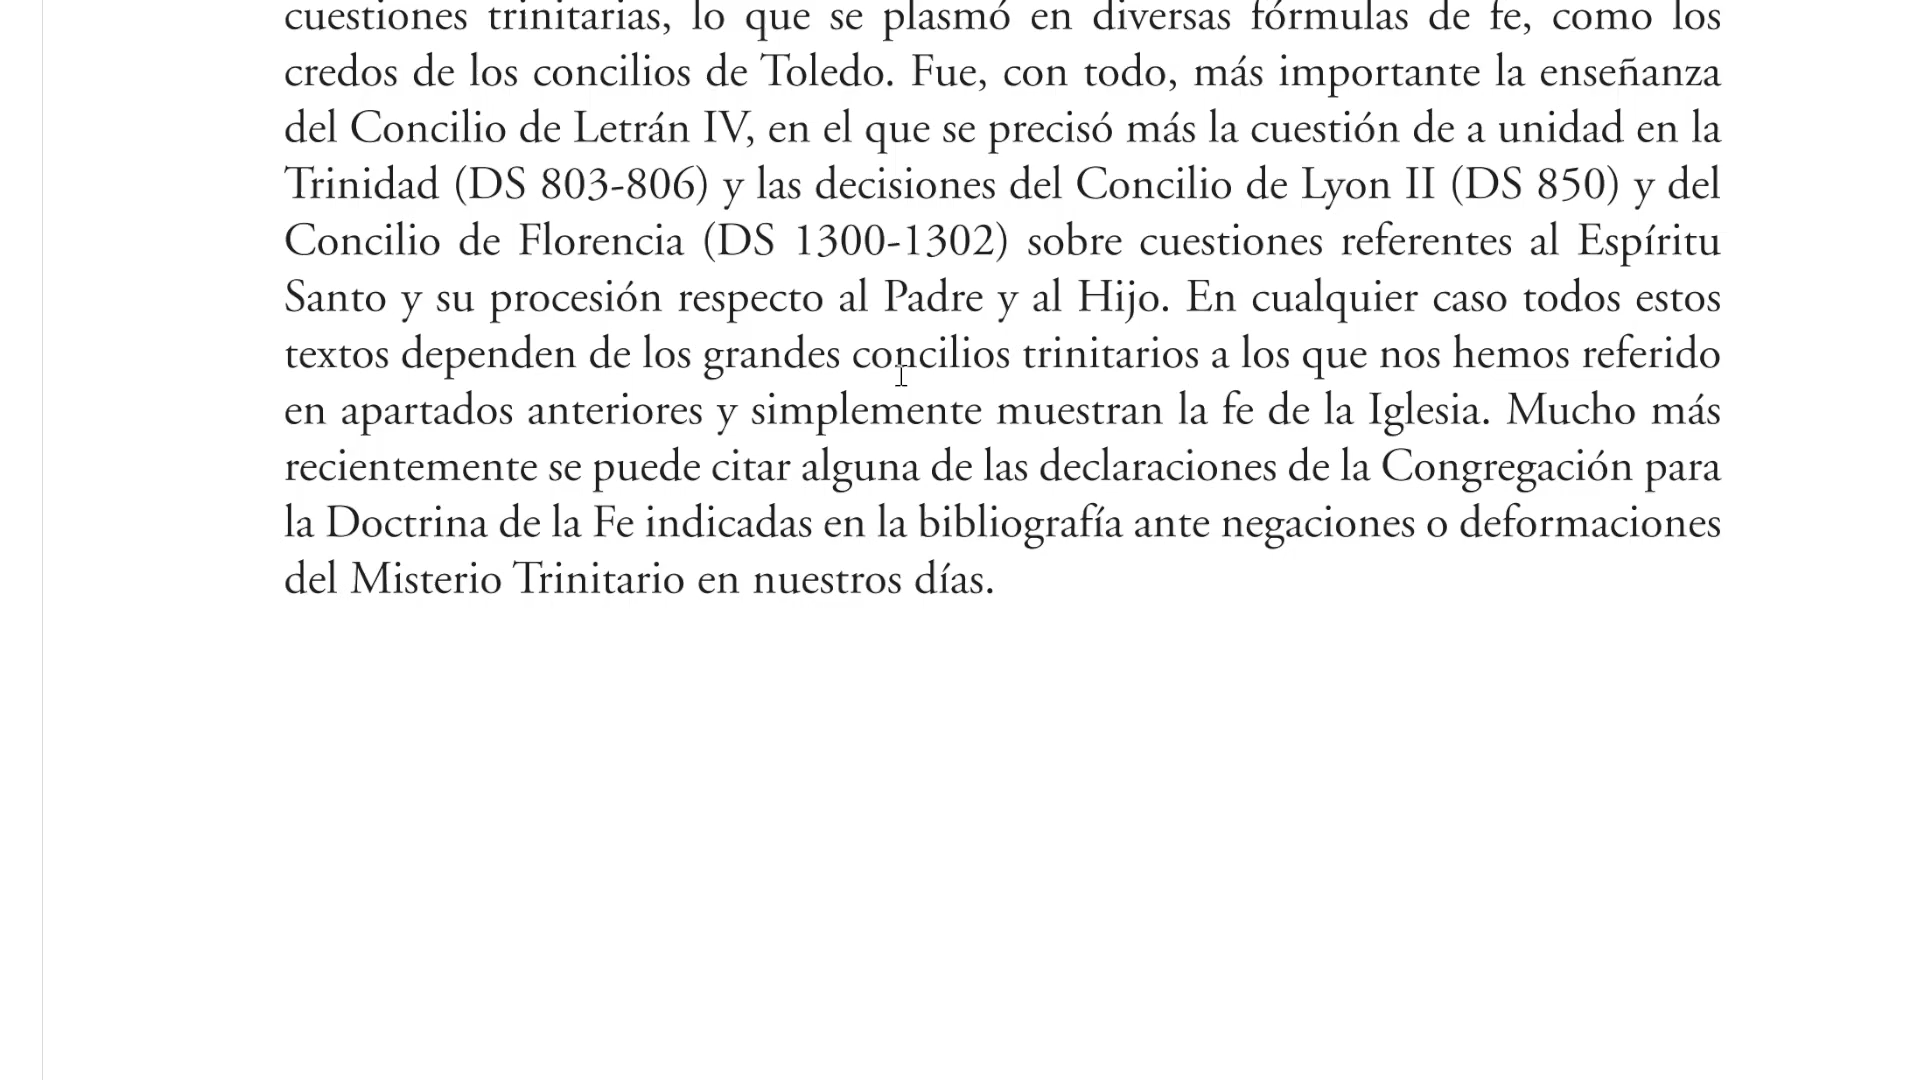 cuestiones trinitarias, lo que se plasmó en diversas fórmulas de fe, como los
credos de los concilios de Toledo. Fue, con todo, más importante la enseñanza
del Concilio de Letrán IV, en el que se precisó más la cuestión de a unidad en la
Trinidad (DS 803-806) y las decisiones del Concilio de Lyon II (DS 850) y del
Concilio de Florencia (DS 1300-1302) sobre cuestiones referentes al Espíritu
Santo y su procesión respecto al Padre y al Hijo. En cualquier caso todos estos
textos dependen de los grandes concilios trinitarios a los que nos hemos referido
en apartados anteriores y simplemente muestran la fe de la Iglesia. Mucho más
recientemente se puede citar alguna de las declaraciones de la Congregación para
la Doctrina de la Fe indicadas en la bibliografía ante negaciones o deformaciones
del Misterio Trinitario en nuestros días.